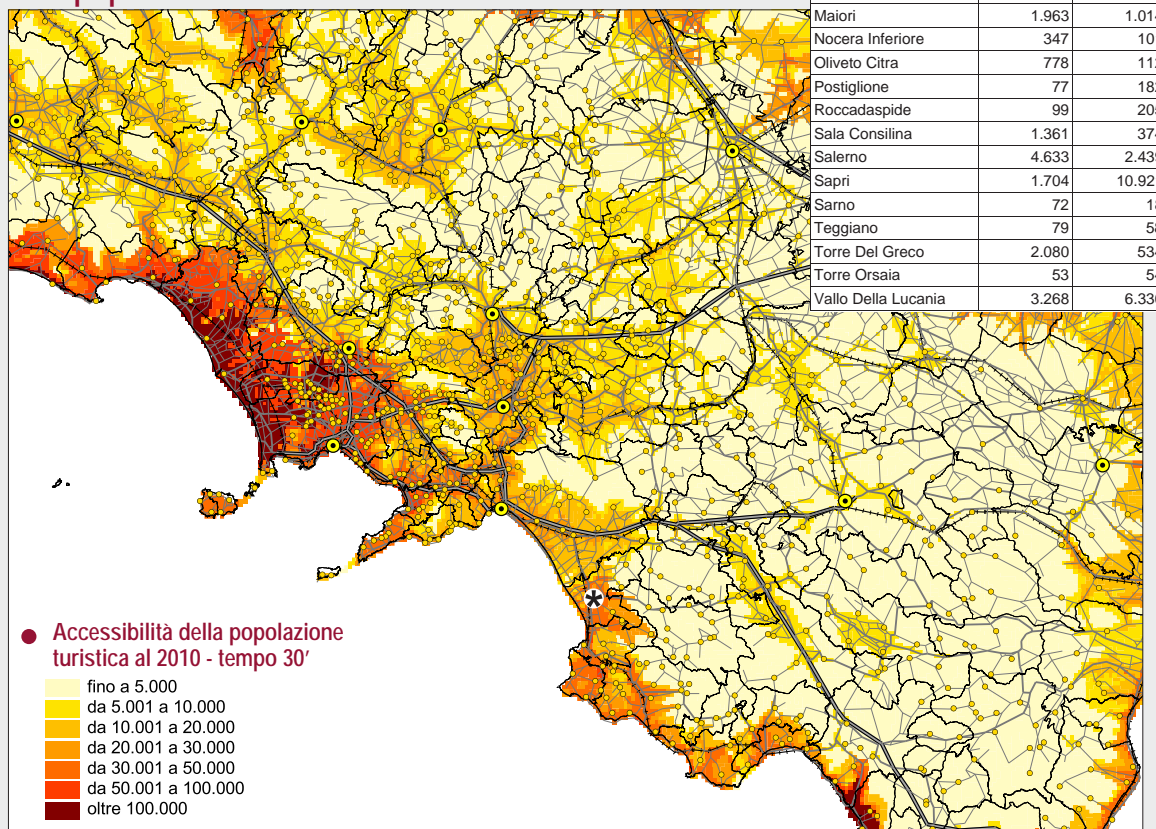 Maiori 1.963 1.014
Nocera Inferiore 347
Oliveto Citra 778
Postiglione 77
Roccadaspide 99
Sala Consilina 1.361
Salerno 4.633
Sapri 1.704
Sarno 72
Teggiano 79
Torre Del Greco 2.080
Torre Orsaia 53
Vallo Della Lucania 3.268
*
● Accessibilità della popolazione
turistica al 2010 - tempo 30'
fino a 5.000
da 5.001 a 10.000
da 10.001 a 20.000
da 20.001 a 30.000
da 30.001 a 50.000
da 50.001 a 100.000
oltre 100.000